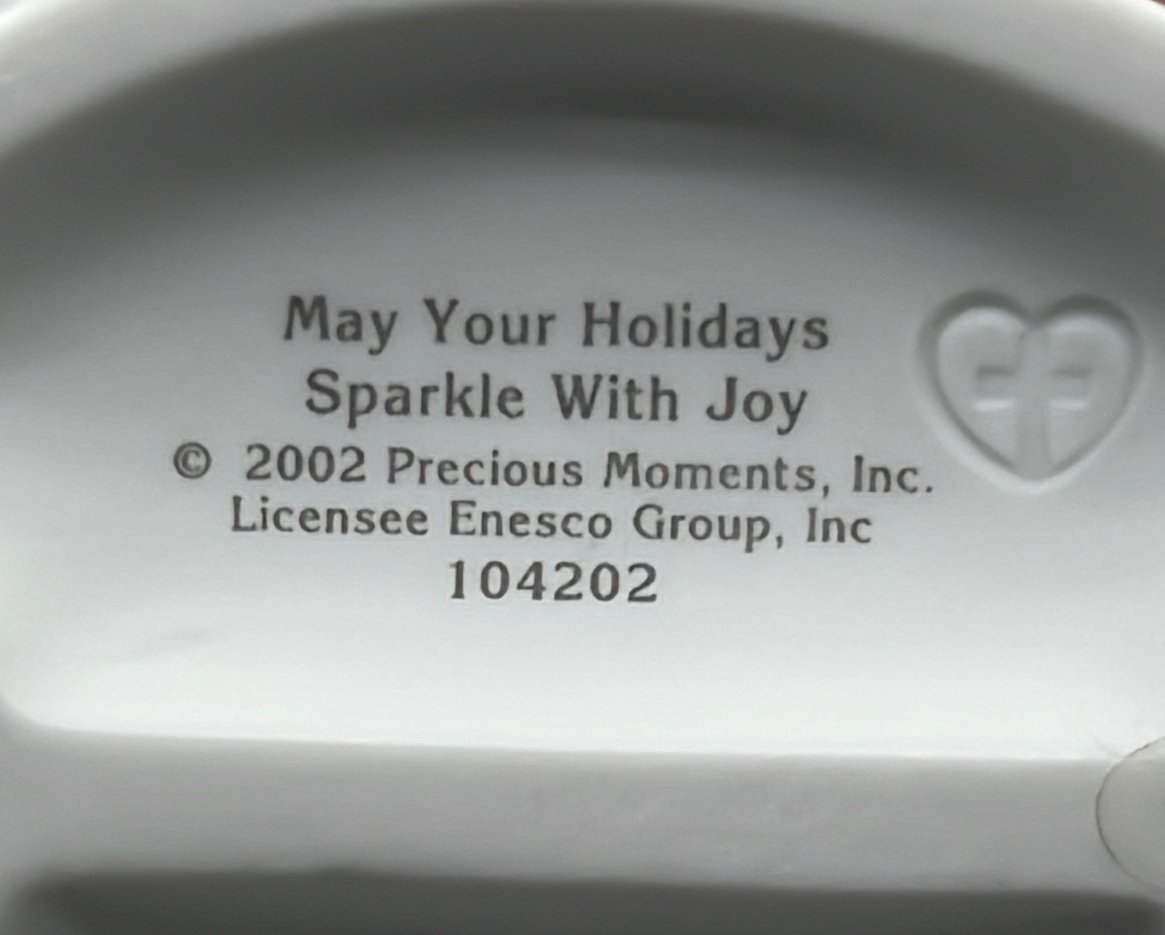 May Your Holidays
Sparkle With Joy
© 2002 Precious Moments, Inc.
Licensee Enesco Group, Inc
104202